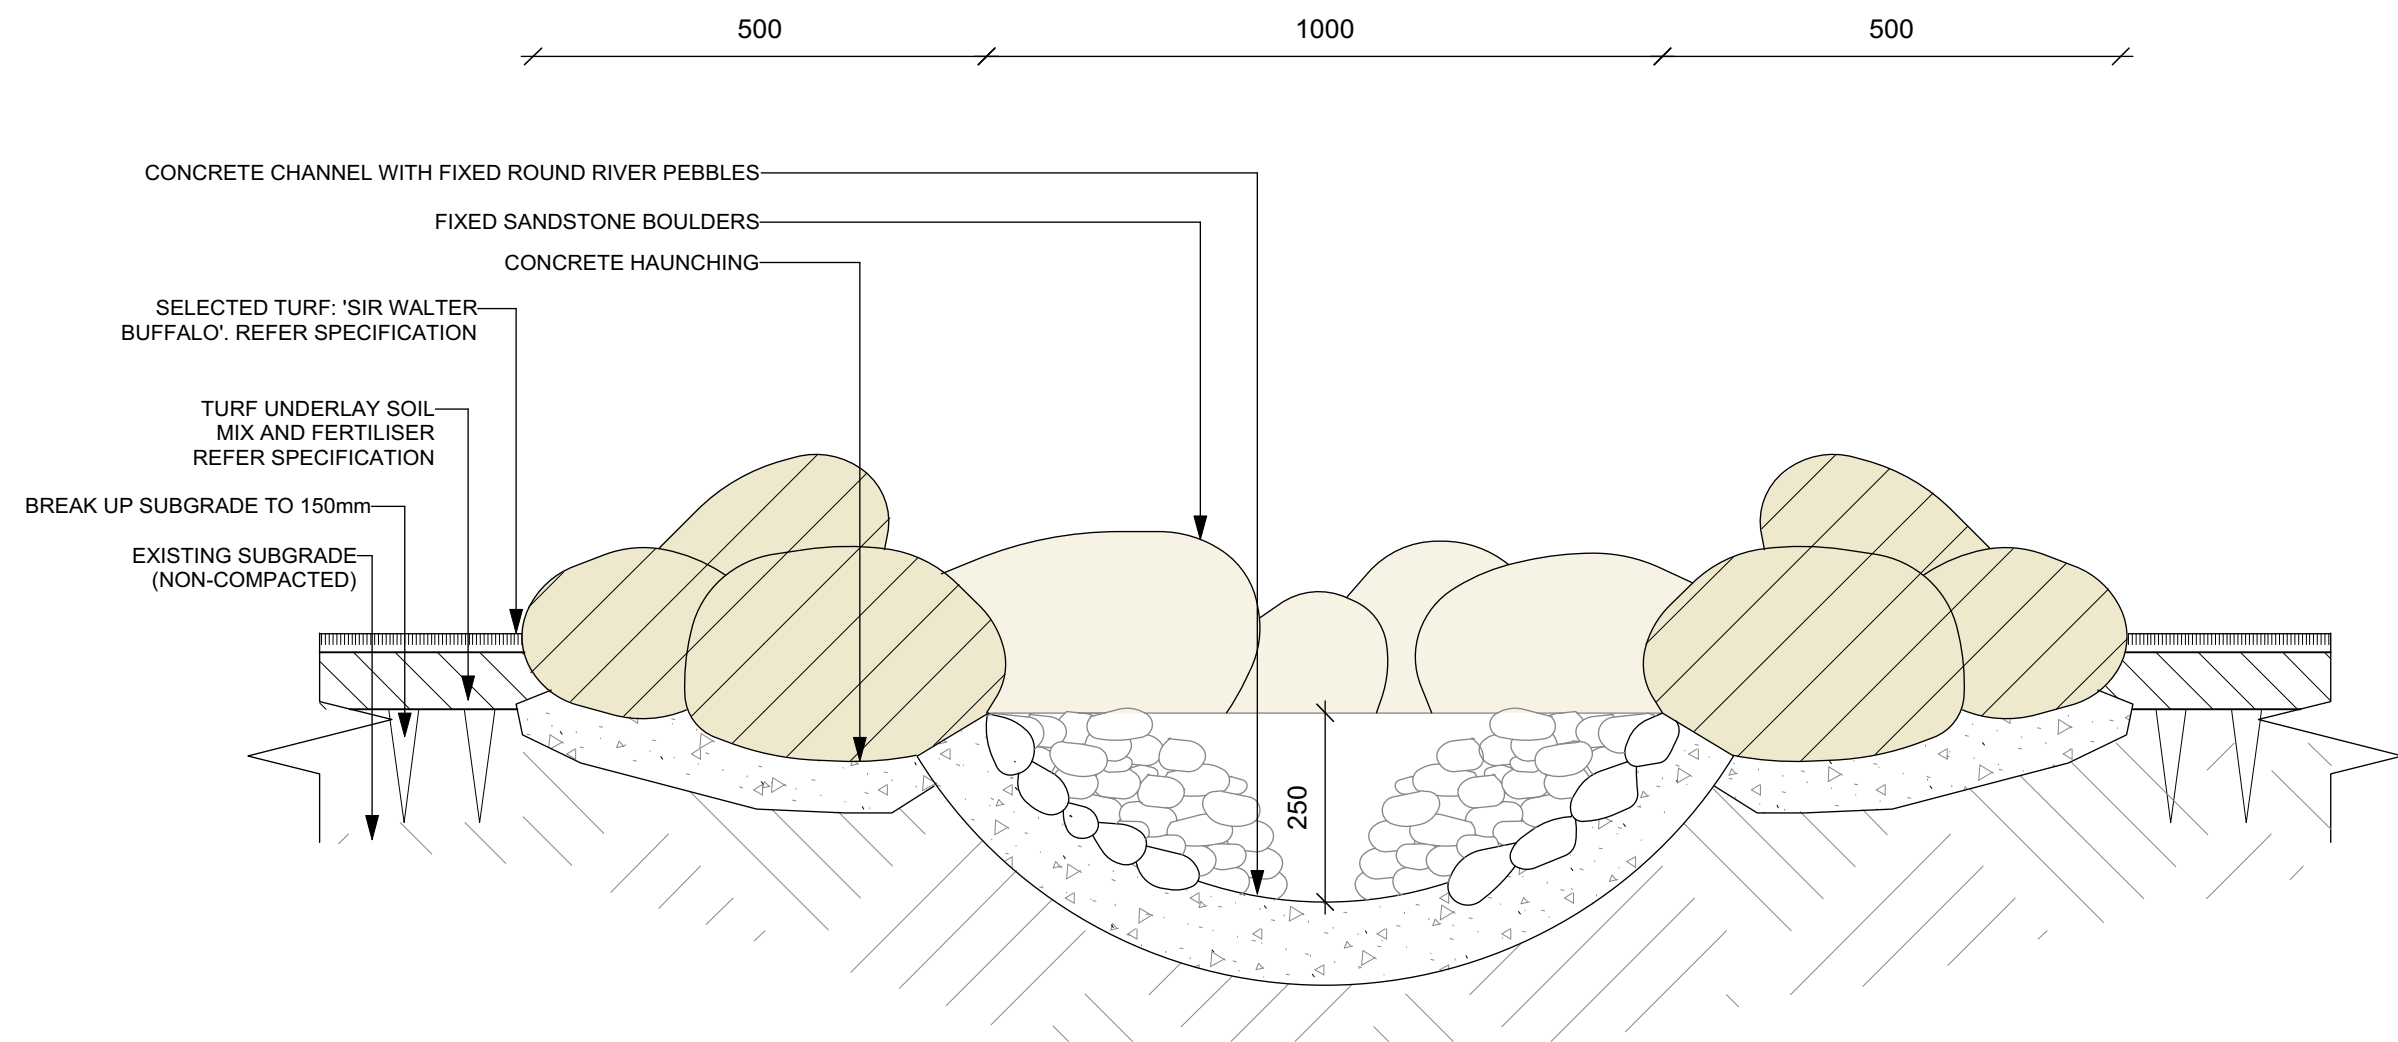 500
1000
500
CONCRETE CHANNEL WITH FIXED ROUND RIVER PEBBLES
FIXED SANDSTONE BOULDERS
CONCRETE HAUNCHING
SELECTED TURF: 'SIR WALTER
BUFFALO'. REFER SPECIFICATION
TURF UNDERLAY SOIL
MIX AND FERTILISER
REFER SPECIFICATION
BREAK UP SUBGRADE TO 150mm
EXISTING SUBGRADE
(NON-COMPACTED)
250